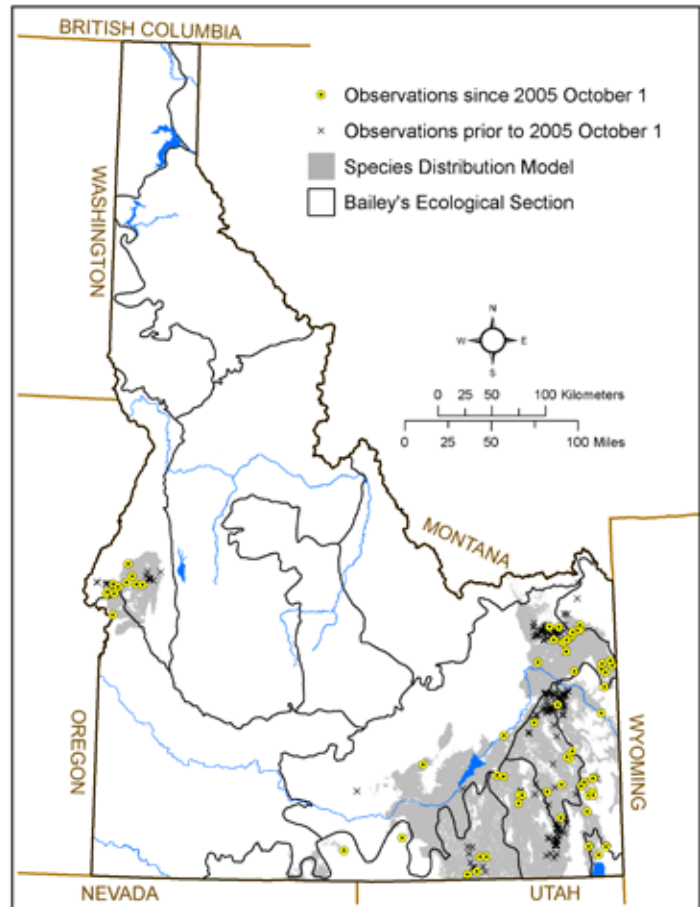 BRITISH COLUMBIA
Observations since 2005 October 1
Observations prior to 2005 October 1
Species Distribution Model
Bailey's Ecological Section
WASHINGTON
N
W E
S
0 25 50 100 Kilometers
0 25 50 100 Miles
MONTANA
OREGON
WYOMING
NEVADA
UTAH